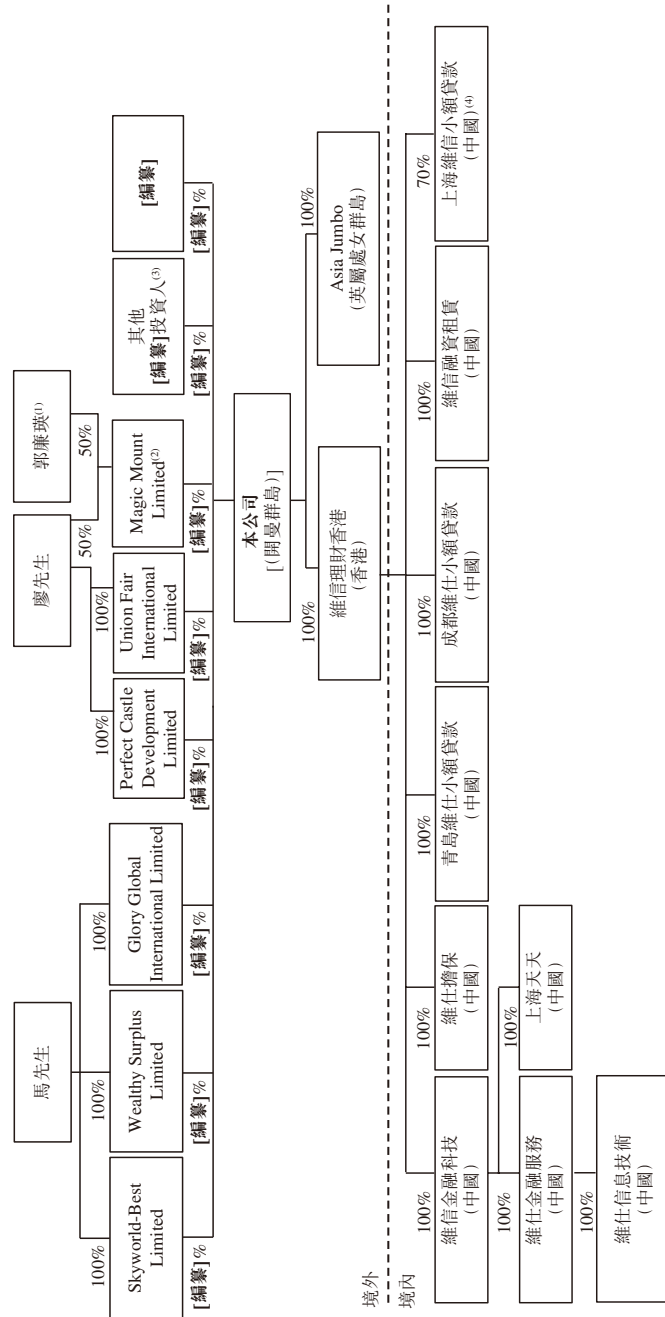 馬先生
廖先生
郭廉瑛(1)
100%
100%
100%
100%
100%
50%
50%
Skyworld-Best
Limited
Wealthy Surplus
Limited
Glory Global
International Limited
Perfect Castle
Development
Limited
Union Fair
International
Limited
Magic Mount
Limited(2)
其他
[編纂]投資人(3)
[編纂]
[編纂]%
[編纂]%
[編纂]%
[編纂]%
[編纂]%
[編纂]%
[編纂]%
[編纂]%
本公司
[(開曼群島)]
100%
100%
維信理財香港
(香港)
Asia Jumbo
(英屬處女群島)
境外
境內
100%
100%
100%
100%
100%
70%
維信金融科技
(中國)
維仕擔保
(中國)
青島維仕小額貸款
(中國)
成都維仕小額貸款
(中國)
維信融資租賃
(中國)
上海維信小額貸款
(中國)(4)
100%
100%
維仕金融服務
(中國)
上海天天
(中國)
100%
維仕信息技術
(中國)